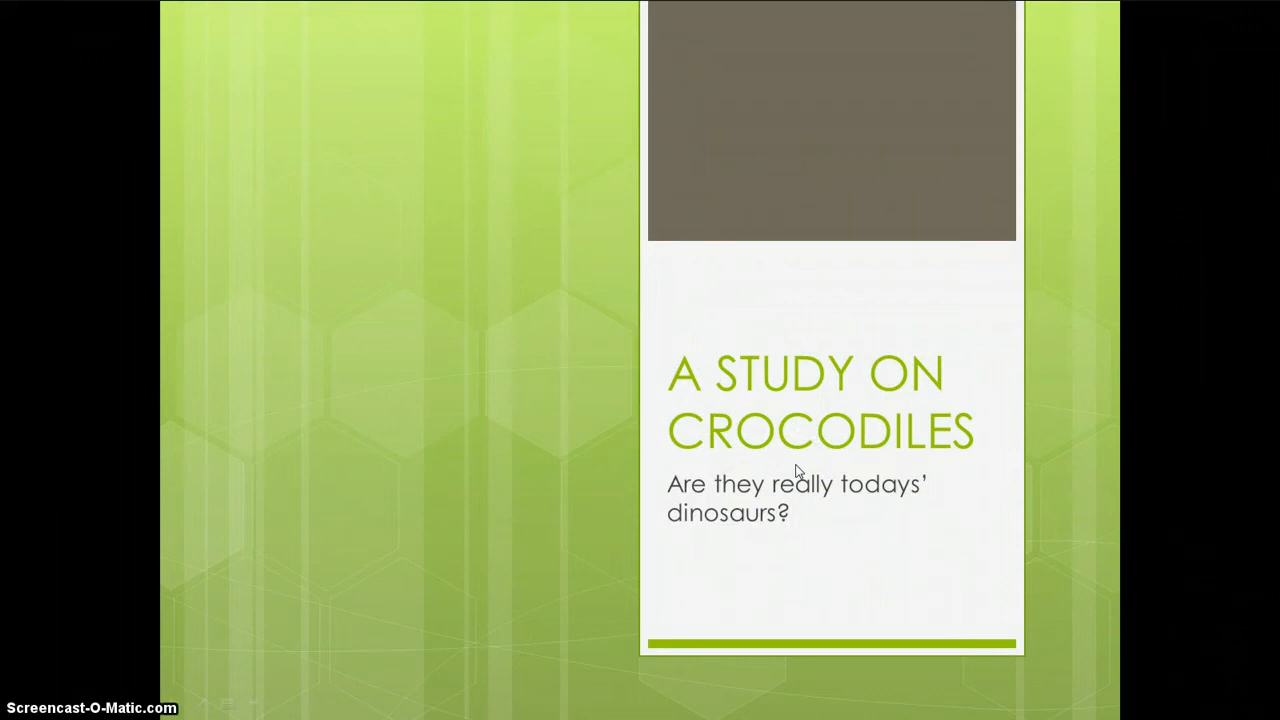 A STUDY ON
CROCODILES
Are they really todays’
dinosaurs?
Screencast-O-Matic.com